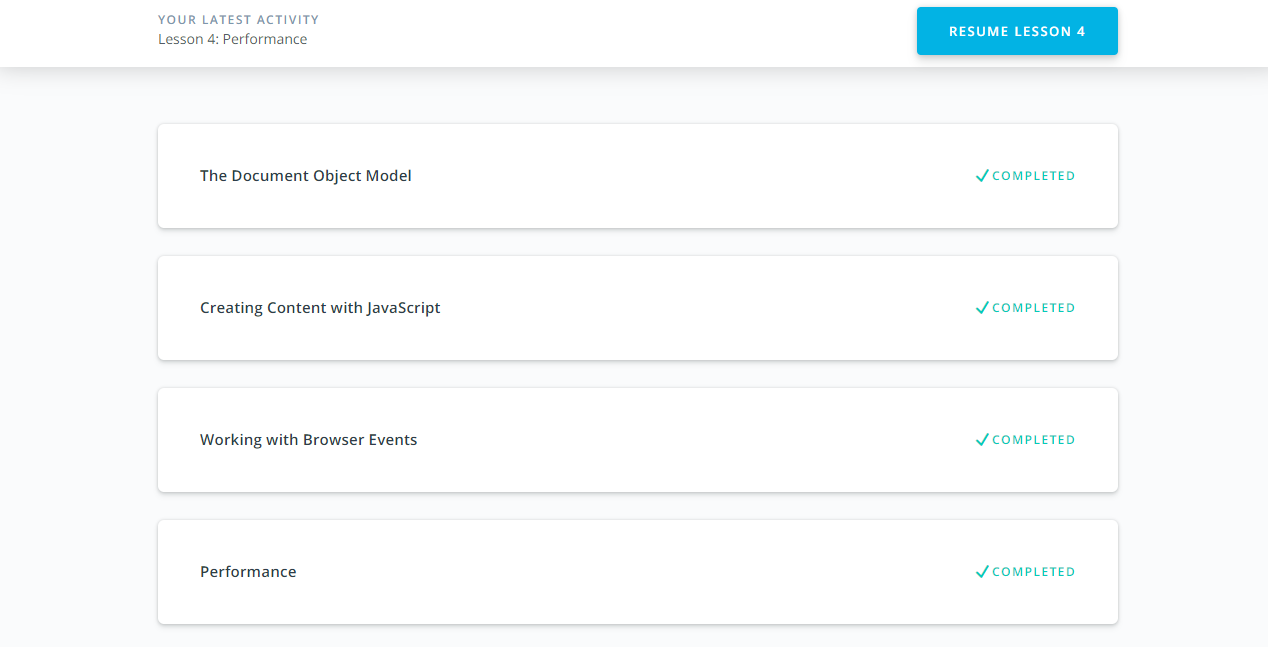 YOUR LATEST ACTIVITY
Lesson 4: Performance
RESUME LESSON 4
The Document Object Model
COMPLETED
Creating Content with JavaScript
COMPLETED
Working with Browser Events
COMPLETED
Performance
COMPLETED